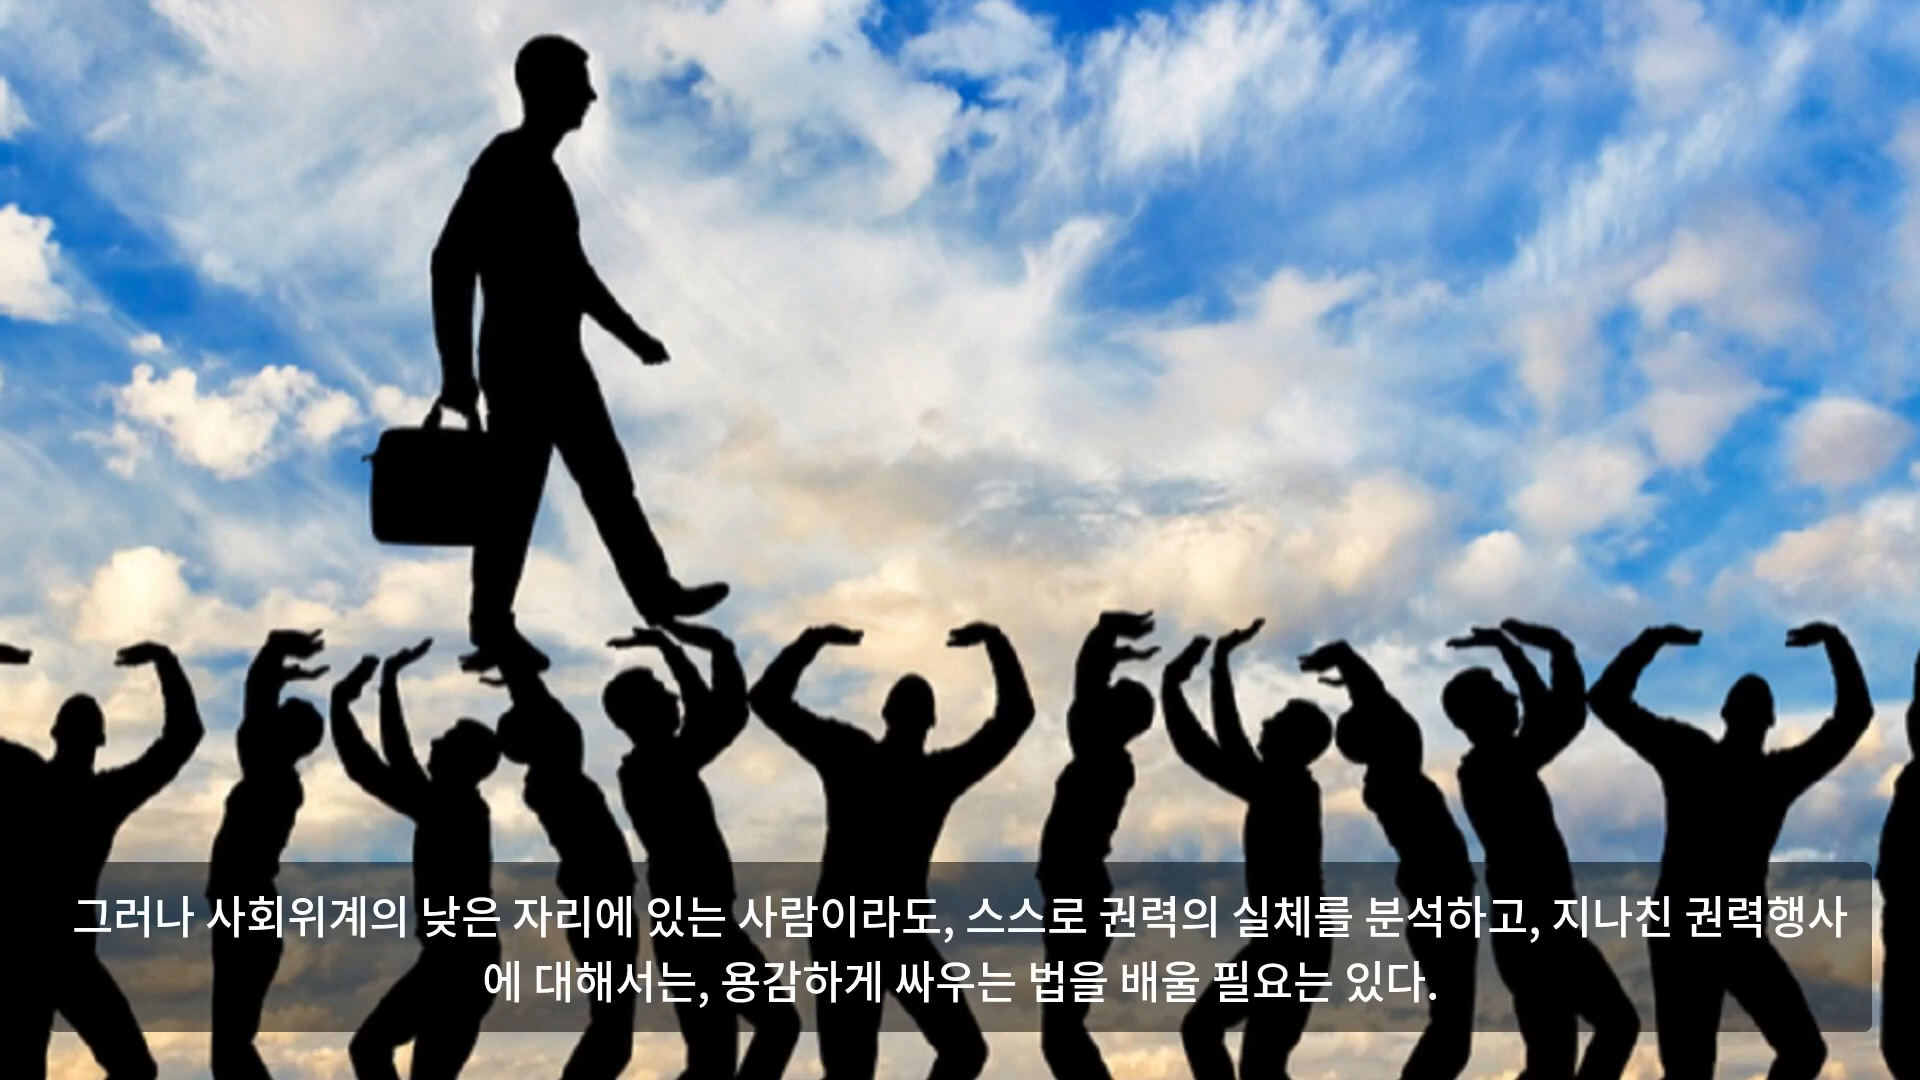 그러나 사회위계의 낮은 자리에 있는 사람이라도, 스스로 권력의 실체를 분석하고, 지나친 권력행사
에 대해서는, 용감하게 싸우는 법을 배울 필요는 있다.